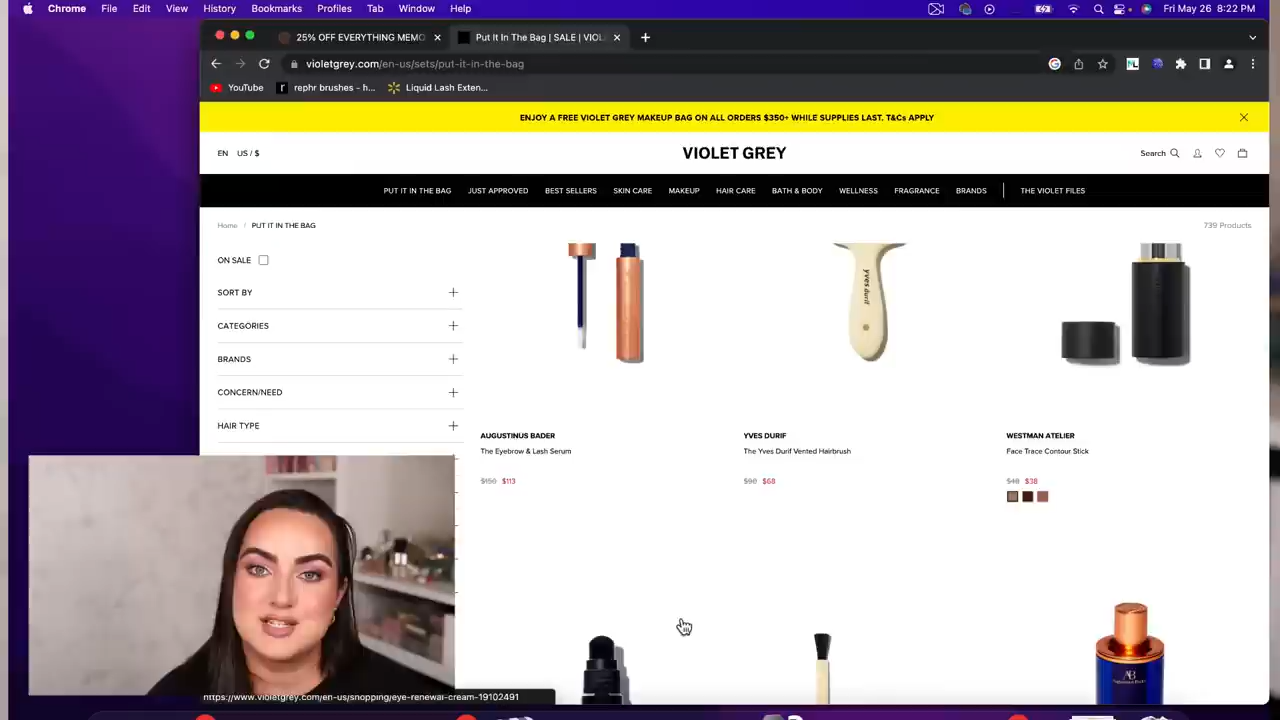 Chrome File Edit View History Bookmarks Profiles Tab Window Help Fri May 26 8:22 PM
25% OFF EVERYTHING MEMO Put It In The Bag | SALE | VIOL
violetgrey.com/en-us/sets/put-it-in-the-bag
YouTube rephr brushes - h... Liquid Lash Exten...
ENJOY A FREE VIOLET GREY MAKEUP BAG ON ALL ORDERS $350+ WHILE SUPPLIES LAST. T&Cs APPLY
EN US / $ VIOLET GREY Search
PUT IT IN THE BAG JUST APPROVED BEST SELLERS SKIN CARE MAKEUP HAIR CARE BATH & BODY WELLNESS FRAGRANCE BRANDS THE VIOLET FILES
Home / PUT IT IN THE BAG 739 Products
ON SALE
SORT BY
CATEGORIES
BRANDS
CONCERN/NEED
HAIR TYPE
yves durif
AUGUSTINUS BADER YVES DURIF WESTMAN ATELIER
The Eyebrow & Lash Serum The Yves Durif Vented Hairbrush Face Trace Contour Stick
$150 $113 $90 $68 $48 $38
AB
https://www.violetgrey.com/en-us/shopping/eye-renewal-cream-19102491